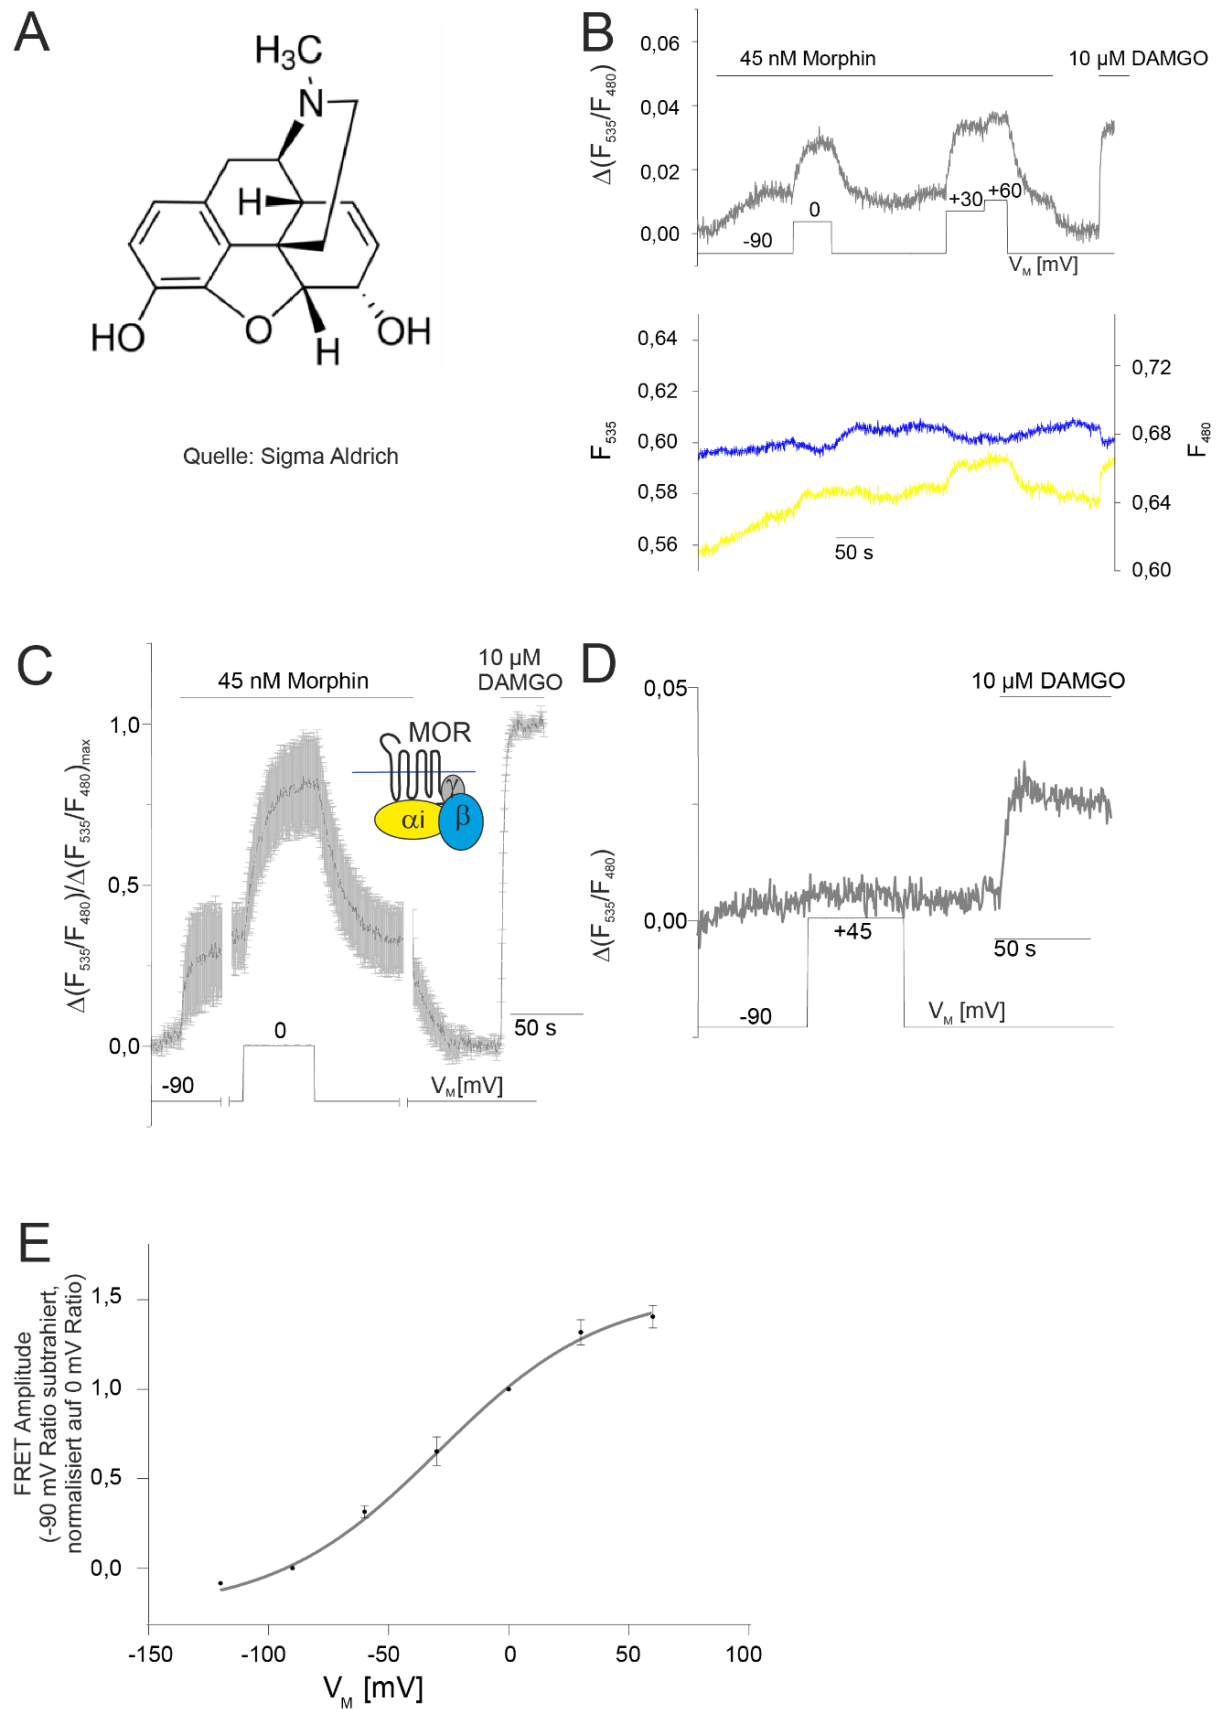 A
H₃C
N
H
HO
O
H
OH
Quelle: Sigma Aldrich
B
Δ(F₅₃₅/F₄₈₀)
0,06
0,04
0,02
0,00
45 nM Morphin
10 µM DAMGO
-90
0
+30
+60
V_M [mV]
F₅₃₅
0,64
0,62
0,60
0,58
0,56
50 s
0,72
0,68
0,64
0,60
F₄₈₀
C
Δ(F₅₃₅/F₄₈₀)/Δ(F₅₃₅/F₄₈₀)max
1,0
0,5
0,0
45 nM Morphin
10 µM
DAMGO
MOR
αi
β
γ
0
50 s
-90
V_M [mV]
D
Δ(F₅₃₅/F₄₈₀)
0,05
0,00
10 µM DAMGO
+45
50 s
-90
V_M [mV]
E
FRET Amplitude
(-90 mV Ratio subtrahiert,
normalisiert auf 0 mV Ratio)
1,5
1,0
0,5
0,0
-150 -100 -50 0 50 100
V_M [mV]